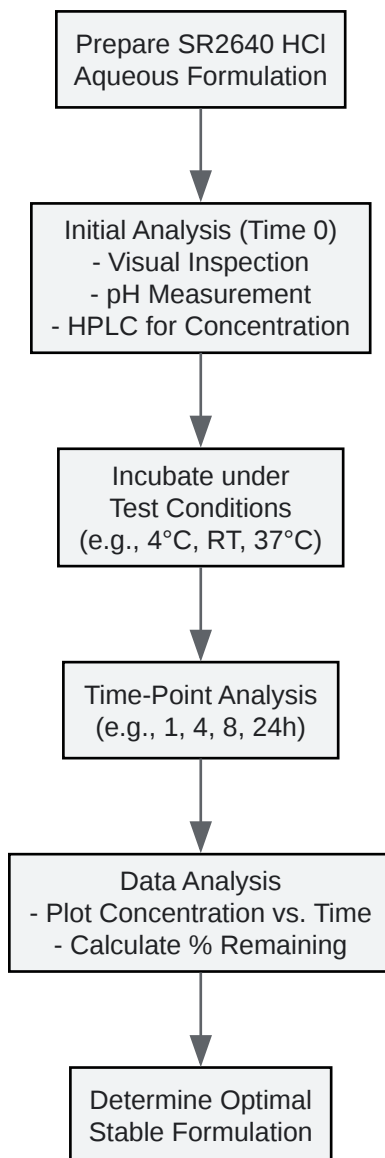 Prepare SR2640 HCl
Aqueous Formulation
Initial Analysis (Time 0)
- Visual Inspection
- pH Measurement
- HPLC for Concentration
Incubate under
Test Conditions
(e.g., 4°C, RT, 37°C)
Time-Point Analysis
(e.g., 1, 4, 8, 24h)
Data Analysis
- Plot Concentration vs. Time
- Calculate % Remaining
Determine Optimal
Stable Formulation